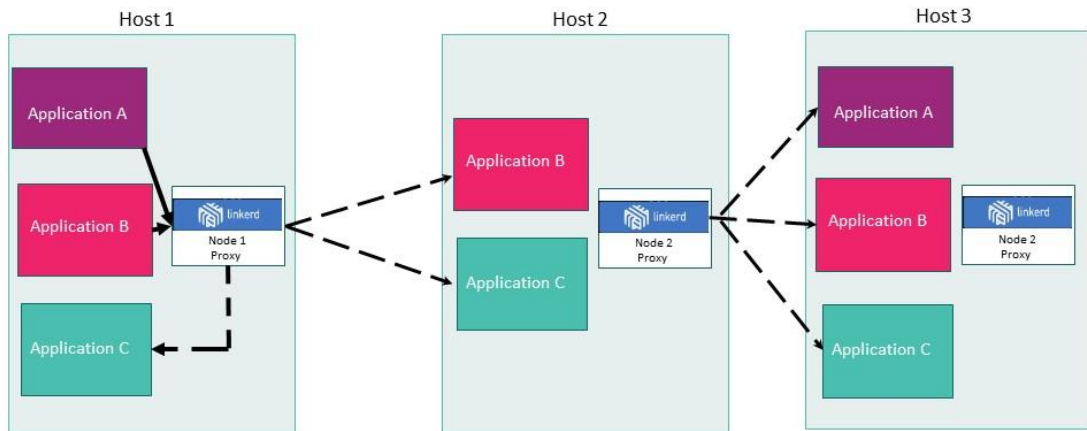 Host 1
Host 2
Host 3
Application A
Application B
linkerd
Node 1
Proxy
Application C
Application B
linkerd
Node 2
Proxy
Application C
Application A
Application B
linkerd
Node 2
Proxy
Application C